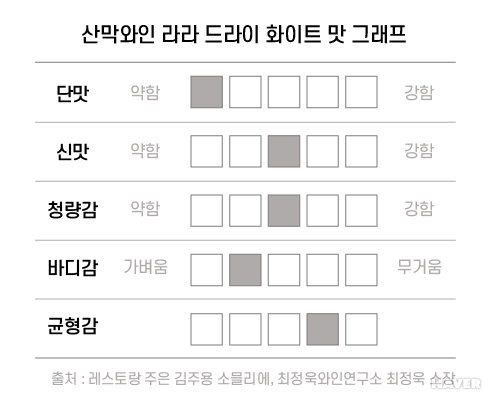 산막와인 라라 드라이 화이트 맛 그래프
단맛 약함 강함
신맛 약함 강함
청량감 약함 강함
바디감 가벼움 무거움
균형감
출처 : 레스토랑 주은 김주용 소믈리에, 최정욱와인연구소 최정욱 소장
NAVER